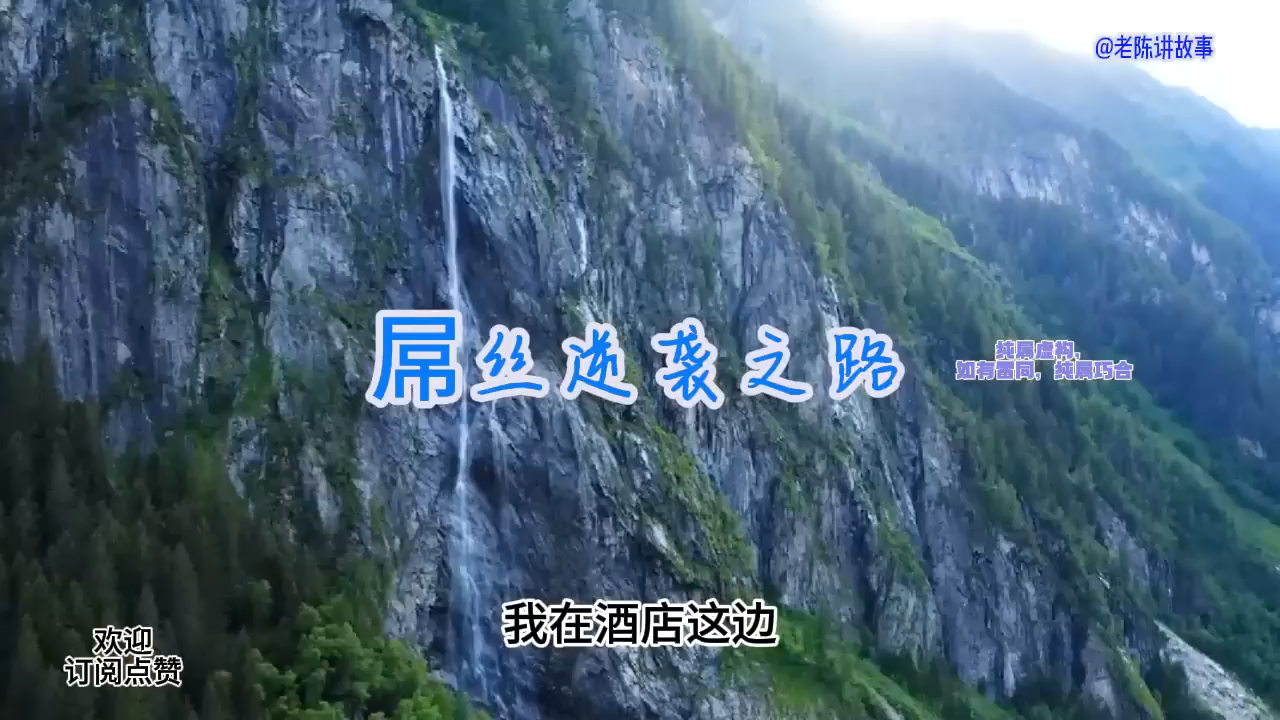 @老陈讲故事
屌丝逆袭之路
纯属虚构，
如有雷同，纯属巧合
我在酒店这边
欢迎
订阅点赞